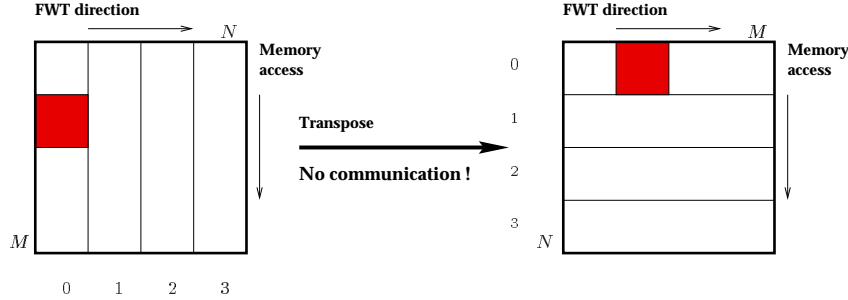 FWT direction
N
Memory
access
M
0 1 2 3
Transpose
No communication !
FWT direction
M
Memory
access
0
1
2
3
N